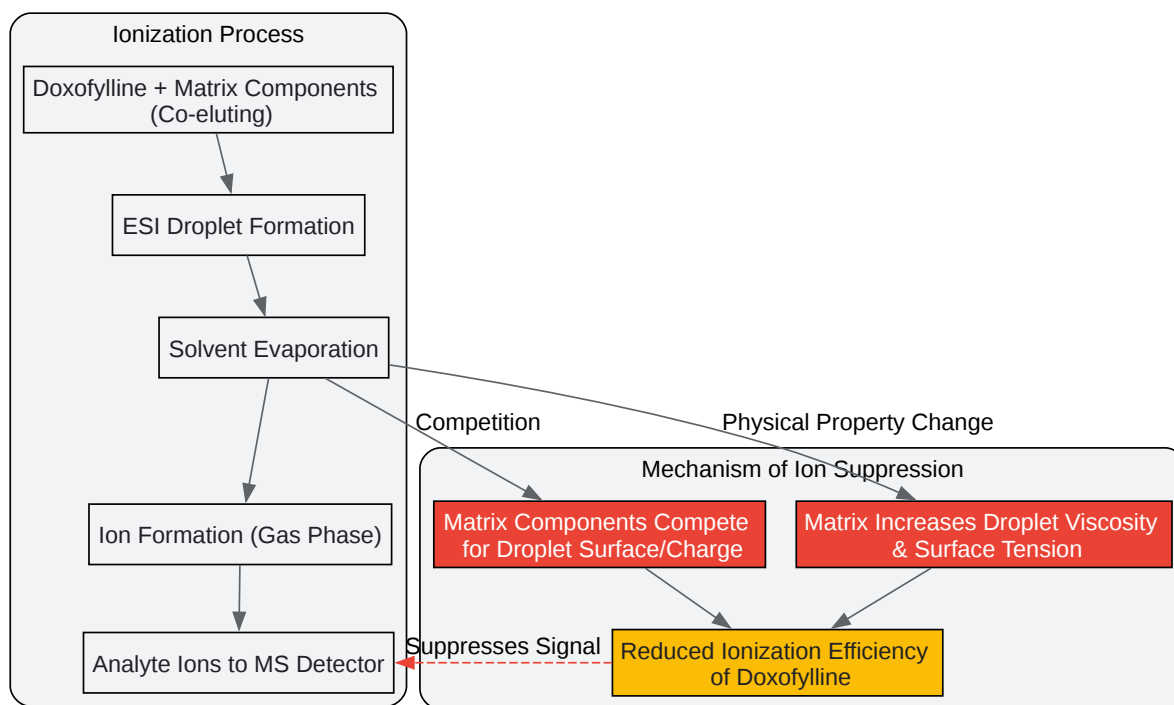 Ionization Process
Doxofylline + Matrix Components
(Co-eluting)
ESI Droplet Formation
Solvent Evaporation
Competition
Physical Property Change
Mechanism of Ion Suppression
Ion Formation (Gas Phase)
Matrix Components Compete
for Droplet Surface/Charge
Matrix Increases Droplet Viscosity
& Surface Tension
Analyte Ions to MS Detector
Suppresses Signal
Reduced Ionization Efficiency
of Doxofylline